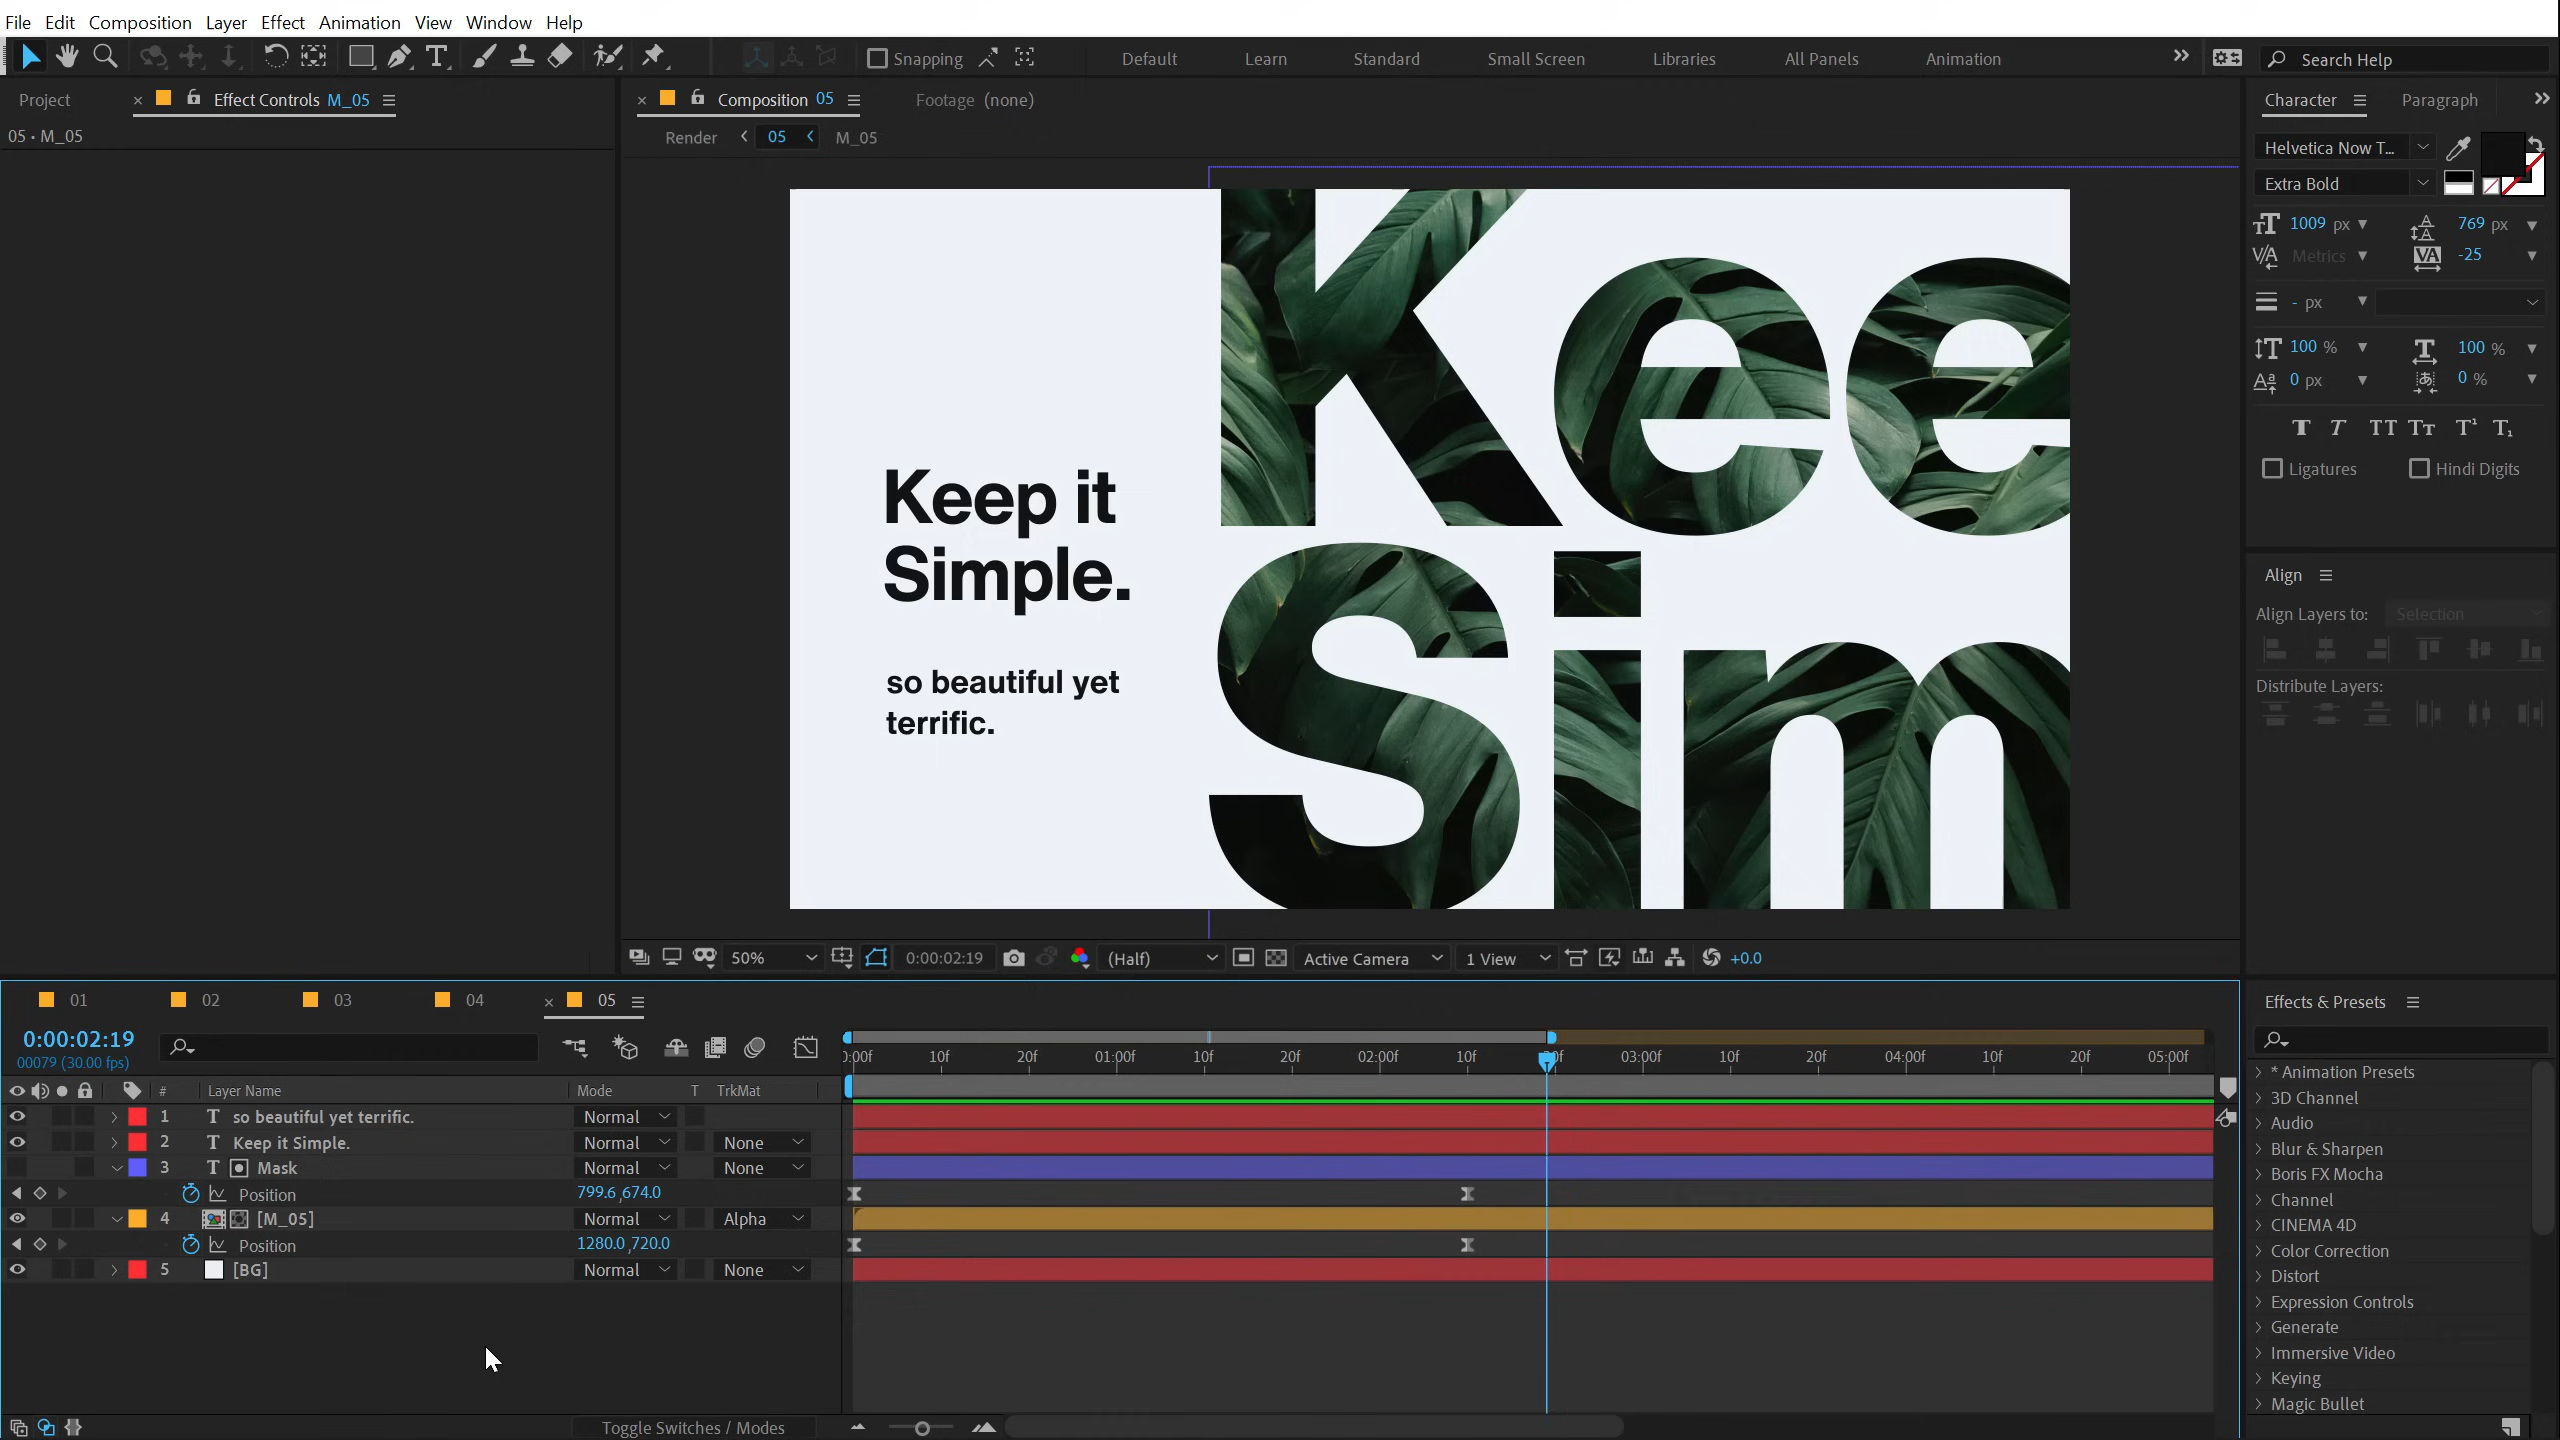 File Edit Composition Layer Effect Animation View Window Help
Snapping Default Learn Standard Small Screen Libraries All Panels Animation Search Help
Project Effect Controls M_05
05 • M_05
Composition 05 Footage (none)
Render 05 M_05
Kee
Sim
Keep it
Simple.
so beautiful yet
terrific.
50% 0:00:02:19 (Half) Active Camera 1 View +0.0
Character Paragraph
Helvetica Now T...
Extra Bold
1009 px 769 px
Metrics -25
- px
100 % 100 %
0 px 0 %
T T TT Tт T¹ T₁
Ligatures Hindi Digits
Align
Align Layers to: Selection
Distribute Layers:
01 02 03 04 05
0:00:02:19
00079 (30.00 fps)
0:00f 10f 20f 01:00f 10f 20f 02:00f 10f 20f 03:00f 10f 20f 04:00f 10f 20f 05:00f
# Layer Name Mode T TrkMat
1 T so beautiful yet terrific. Normal
2 T Keep it Simple. Normal None
3 T Mask Normal None
Position 799.6,674.0
4 [M_05] Normal Alpha
Position 1280.0,720.0
5 [BG] Normal None
Toggle Switches / Modes
Effects & Presets
* Animation Presets
3D Channel
Audio
Blur & Sharpen
Boris FX Mocha
Channel
CINEMA 4D
Color Correction
Distort
Expression Controls
Generate
Immersive Video
Keying
Magic Bullet